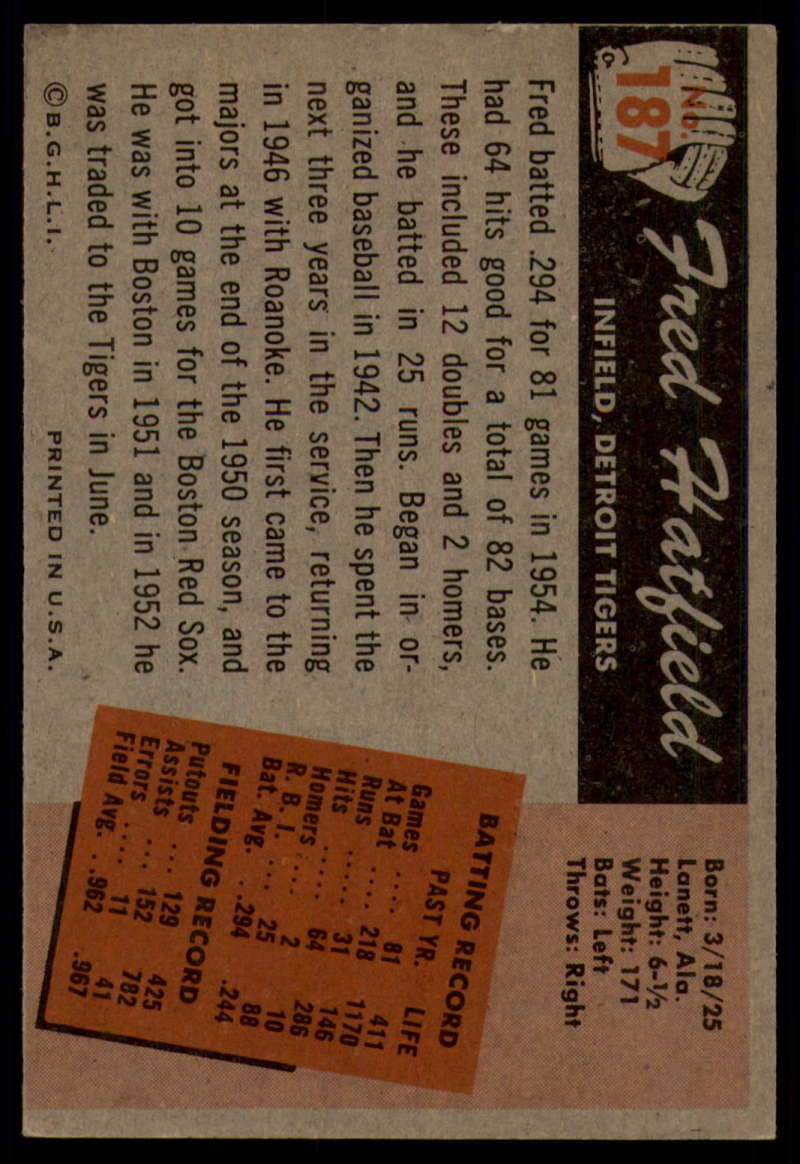 No.
187
Fred Hatfield
INFIELD, DETROIT TIGERS
Born: 3/18/25
Lanett, Ala.
Height: 6-½
Weight: 171
Bats: Left
Throws: Right
Fred batted .294 for 81 games in 1954. He
had 64 hits good for a total of 82 bases.
These included 12 doubles and 2 homers,
and he batted in 25 runs. Began in or-
ganized baseball in 1942. Then he spent the
next three years in the service, returning
in 1946 with Roanoke. He first came to the
majors at the end of the 1950 season, and
got into 10 games for the Boston Red Sox.
He was with Boston in 1951 and in 1952 he
was traded to the Tigers in June.
© B.G.H.L.I. PRINTED IN U.S.A.
BATTING RECORD
PAST YR. LIFE
Games .... 81 411
At Bat .... 218 1170
Runs ..... 31 146
Hits ..... 64 286
Homers .... 2 10
R. B. I. ... 25 88
Bat. Avg. . .294 .244
FIELDING RECORD
Putouts ... 129 425
Assists ... 152 782
Errors .... 11 41
Field Avg. . .962 .967